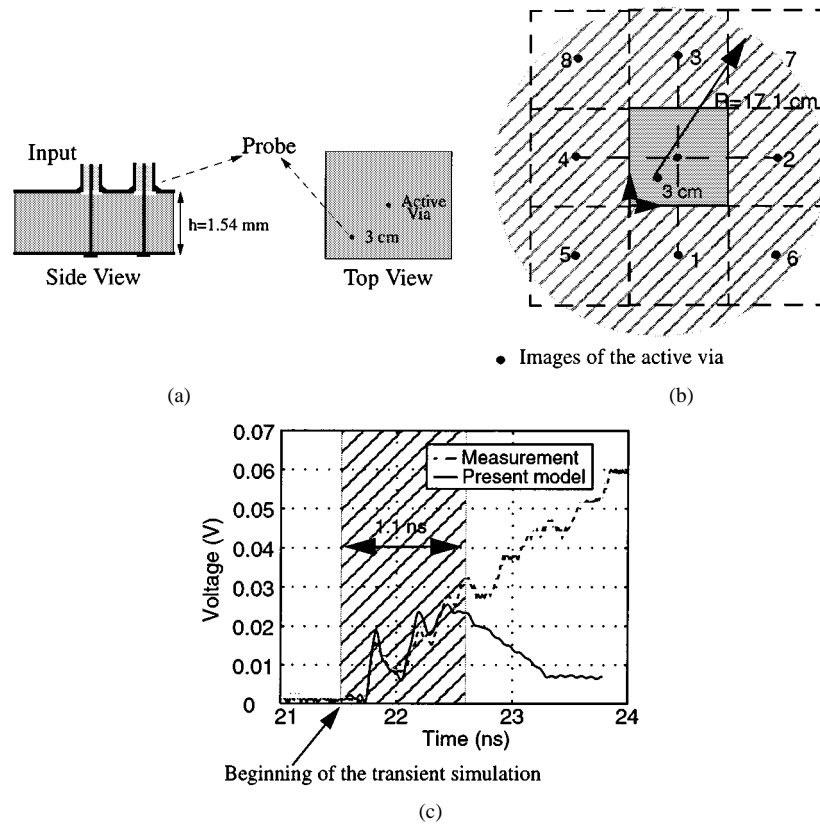 Input
Probe
h=1.54 mm
Side View
Active
Via
3 cm
Top View
(a)
8
3
7
R=17.1 cm
4
2
3 cm
5
1
6
Images of the active via
(b)
Voltage (V)
0.07
0.06
0.05
0.04
0.03
0.02
0.01
0
Measurement
Present model
1.1 ns
21
22
23
24
Time (ns)
Beginning of the transient simulation
(c)